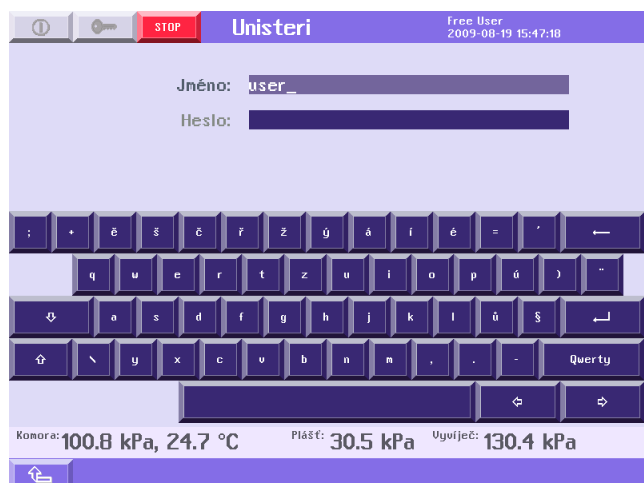 STOP Unisteri Free User
2009-08-19 15:47:18
Jméno: user_
Heslo:
; + ě š č ř ž ý á í é = ´ ←
q w e r t z u i o p ú ) ¨
a s d f g h j k l ů §
\ y x c v b n m , . - Qwerty
Komora: 100.8 kPa, 24.7 °C Plášť: 30.5 kPa Vyvíječ: 130.4 kPa